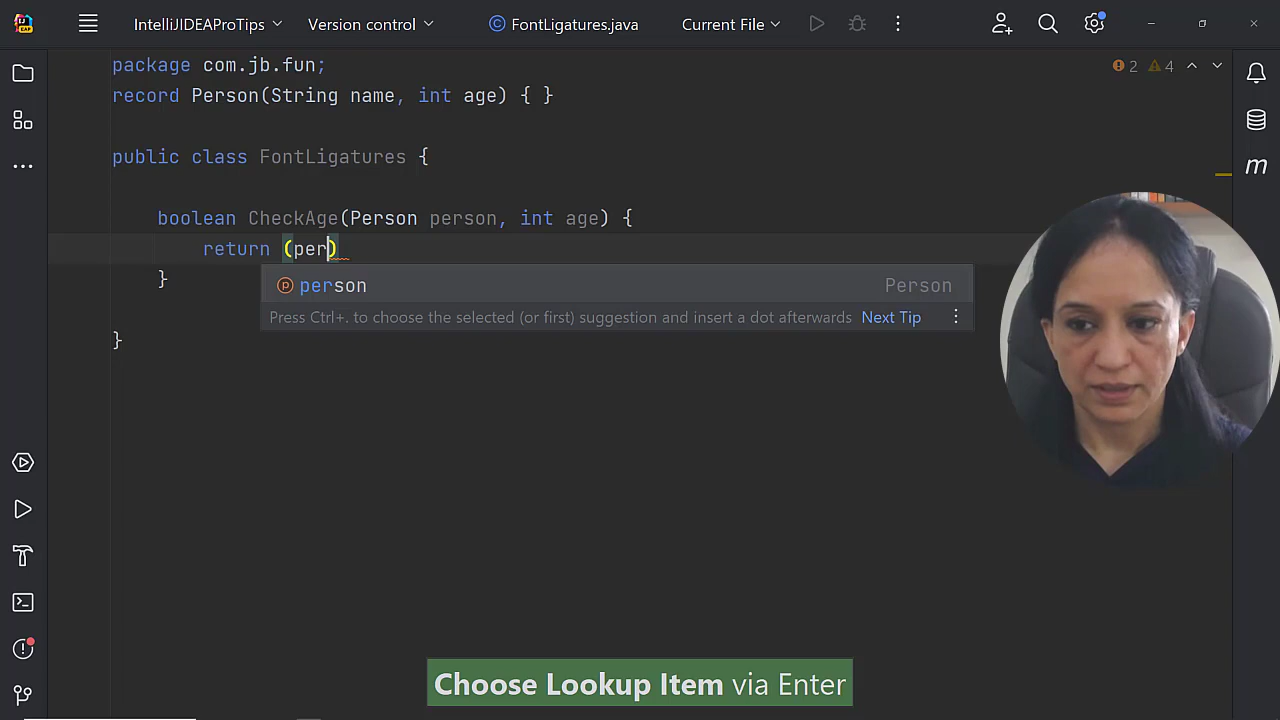 IntelliJIDEAProTips Version control FontLigatures.java Current File
package com.jb.fun;
2 4
record Person(String name, int age) { }
public class FontLigatures {
boolean CheckAge(Person person, int age) {
return (per)
}
person Person
Press Ctrl+. to choose the selected (or first) suggestion and insert a dot afterwards Next Tip
}
Choose Lookup Item via Enter